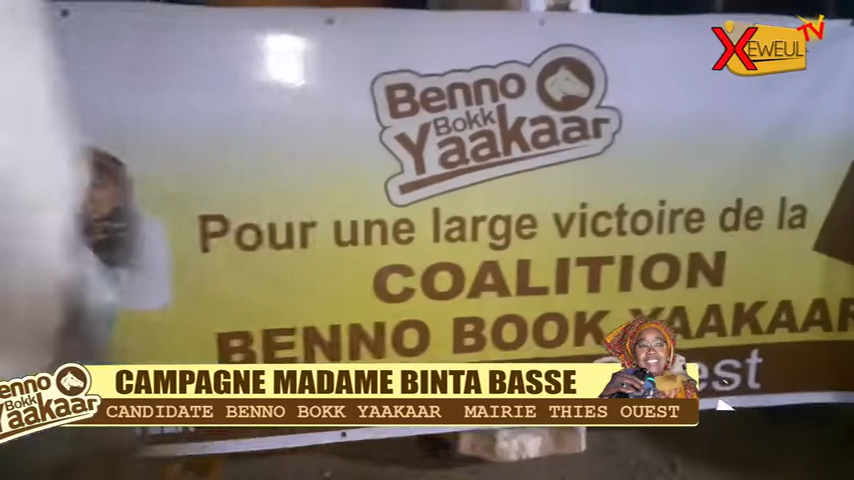 XEWEUL TV
Benno
Bokk
Yaakaar
Pour une large victoire de la
COALITION
BENNO BOOK YAAKAAR
est
Benno
Bokk
Yaakaar
CAMPAGNE MADAME BINTA BASSE
CANDIDATE BENNO BOKK YAAKAAR MAIRIE THIES OUEST